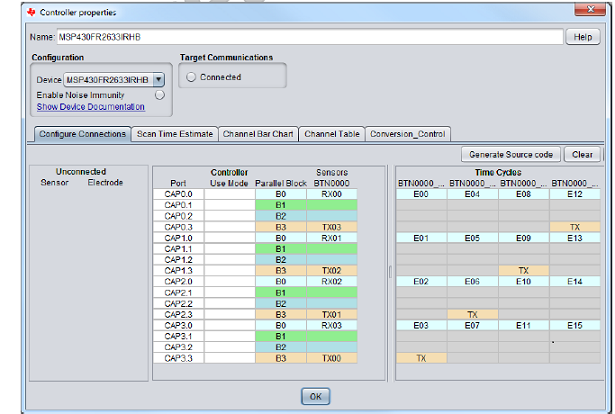 Controller properties
Name: MSP430FR2633IRHB Help
Configuration Target Communications
Device MSP430FR2633IRHB Connected
Enable Noise Immunity
Show Device Documentation
Configure Connections Scan Time Estimate Channel Bar Chart Channel Table Conversion_Control
Generate Source code Clear
Unconnected Controller Sensors Time Cycles
Sensor Electrode Port Use Mode Parallel Block BTN0000 BTN0000_... BTN0000_... BTN0000_... BTN0000_...
CAP0.0 B0 RX00 E00 E04 E08 E12
CAP0.1 B1
CAP0.2 B2
CAP0.3 B3 TX03 TX
CAP1.0 B0 RX01 E01 E05 E09 E13
CAP1.1 B1
CAP1.2 B2
CAP1.3 B3 TX02 TX
CAP2.0 B0 RX02 E02 E06 E10 E14
CAP2.1 B1
CAP2.2 B2
CAP2.3 B3 TX01 TX
CAP3.0 B0 RX03 E03 E07 E11 E15
CAP3.1 B1
CAP3.2 B2
CAP3.3 B3 TX00 TX
OK